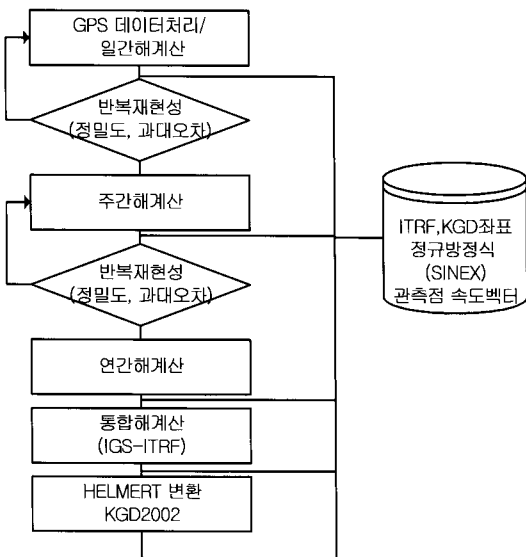 GPS 데이터처리/
일간해계산
반복재현성
(정밀도, 과대오차)
주간해계산
반복재현성
(정밀도, 과대오차)
연간해계산
통합해계산
(IGS-ITRF)
HELMERT 변환
KGD2002
ITRF,KGD좌표
정규방정식
(SINEX)
관측점 속도벡터